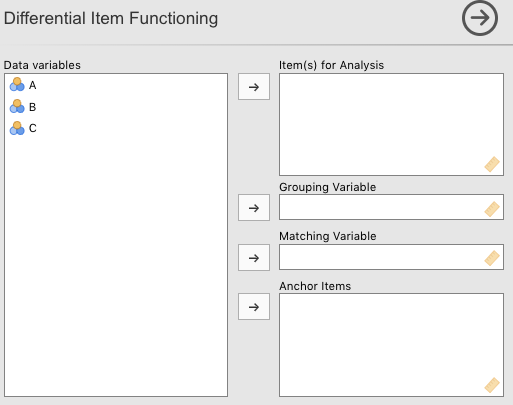 Differential Item Functioning
Data variables
A
B
C
Item(s) for Analysis
Grouping Variable
Matching Variable
Anchor Items